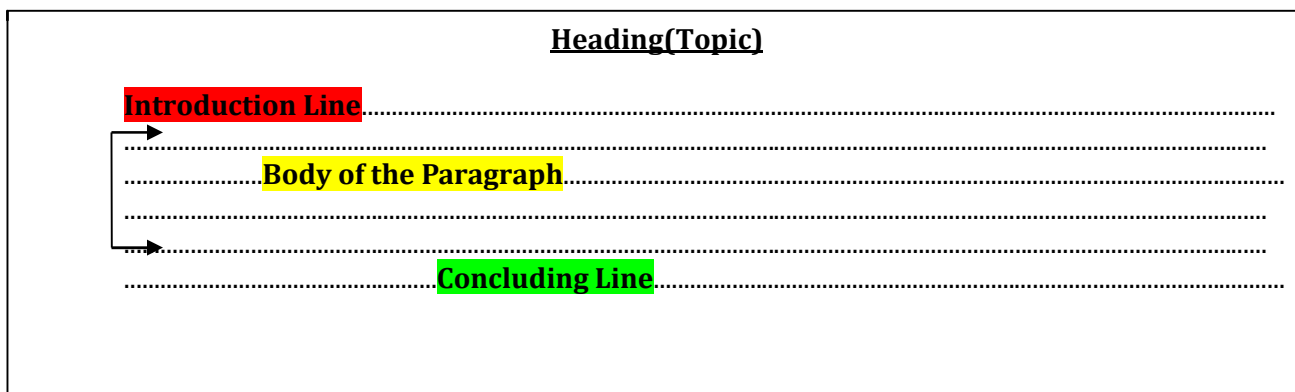 Heading(Topic)
Introduction Line..........................................................................................................................................................
................................................................................................................................................................................................
.......................Body of the Paragraph.........................................................................................................................
................................................................................................................................................................................................
................................................................................................................................................................................................
....................................................Concluding Line..........................................................................................................